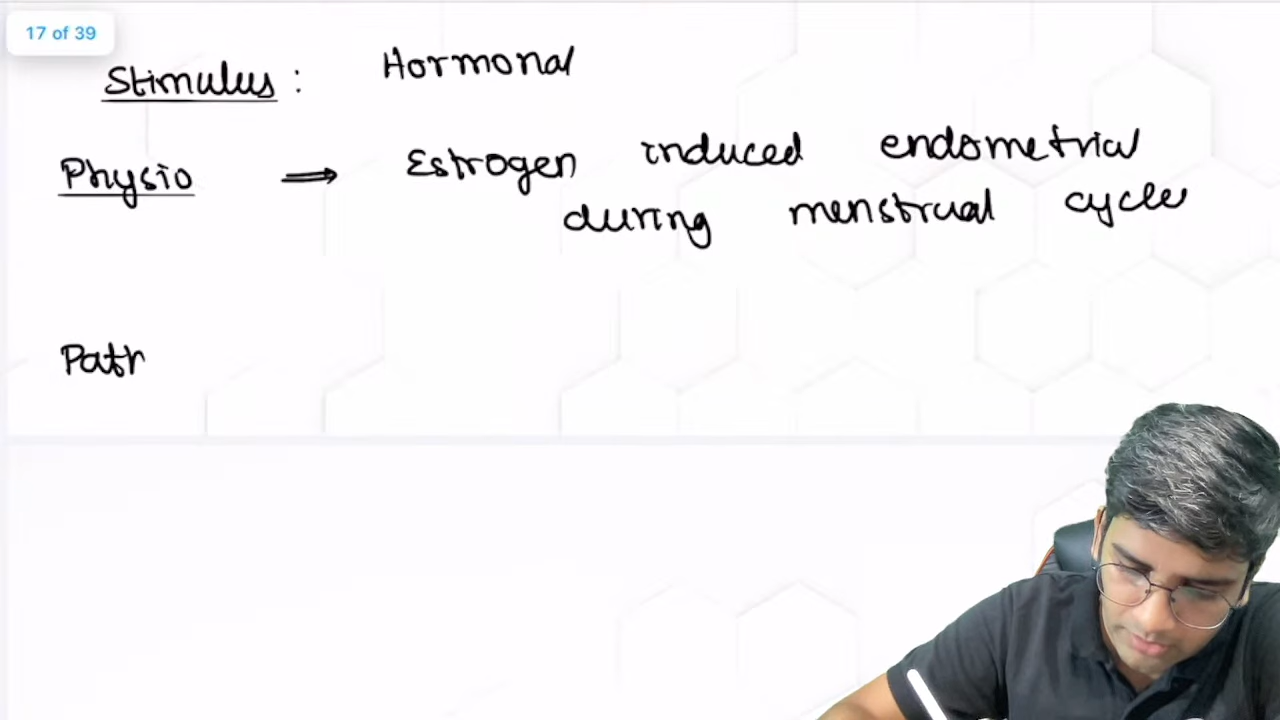 17 of 39
Stimulus : Hormonal
Physio ⟹ Estrogen induced endometrial
during menstrual cycle
Path